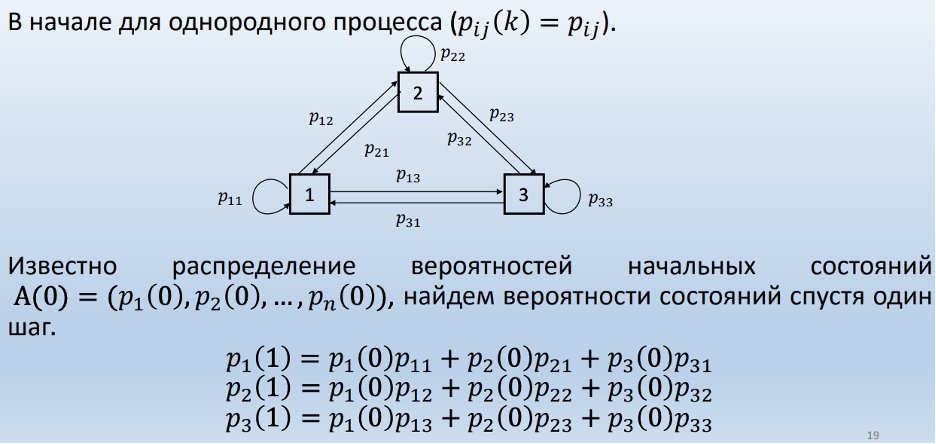 В начале для однородного процесса (p_{ij}(k) = p_{ij}).
p_{22}
2
p_{12}
p_{23}
p_{21}
p_{32}
p_{11}
1
p_{13}
3
p_{33}
p_{31}
Известно распределение вероятностей начальных состояний
A(0) = (p_1(0), p_2(0), … , p_n(0)), найдем вероятности состояний спустя один
шаг.
p_1(1) = p_1(0)p_{11} + p_2(0)p_{21} + p_3(0)p_{31}
p_2(1) = p_1(0)p_{12} + p_2(0)p_{22} + p_3(0)p_{32}
p_3(1) = p_1(0)p_{13} + p_2(0)p_{23} + p_3(0)p_{33}
19